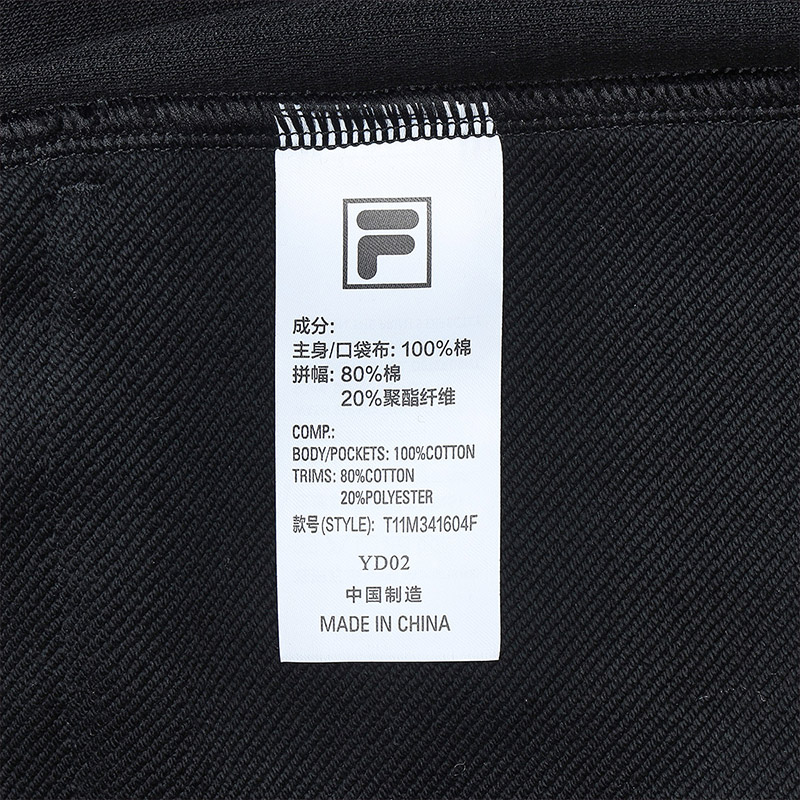 F
成分:
主身/口袋布: 100%棉
拼幅: 80%棉
20%聚酯纤维
COMP.:
BODY/POCKETS: 100%COTTON
TRIMS: 80%COTTON
20%POLYESTER
款号(STYLE): T11M341604F
YD02
中国制造
MADE IN CHINA